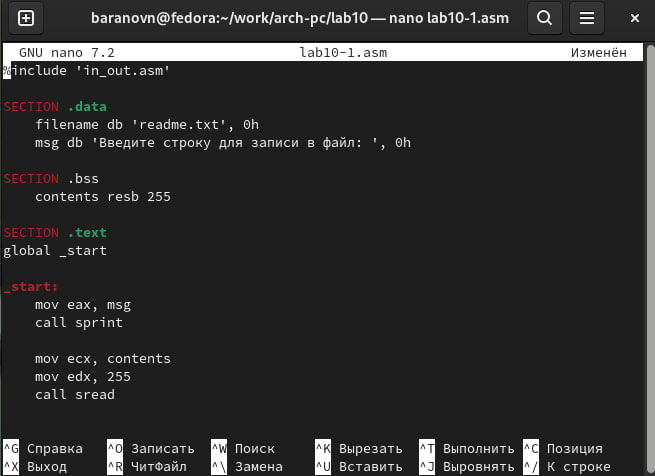 baranovn@fedora:~/work/arch-pc/lab10 — nano lab10-1.asm
GNU nano 7.2 lab10-1.asm Изменён
%include 'in_out.asm'
SECTION .data
filename db 'readme.txt', 0h
msg db 'Введите строку для записи в файл: ', 0h
SECTION .bss
contents resb 255
SECTION .text
global _start
_start:
mov eax, msg
call sprint
mov ecx, contents
mov edx, 255
call sread
^G Справка ^O Записать ^W Поиск ^K Вырезать ^T Выполнить ^C Позиция
^X Выход ^R ЧитФайл ^\ Замена ^U Вставить ^J Выровнять ^/ К строке